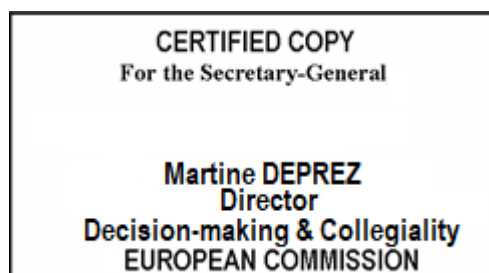 CERTIFIED COPY
For the Secretary-General
Martine DEPREZ
Director
Decision-making & Collegiality
EUROPEAN COMMISSION